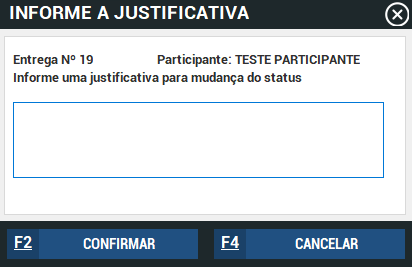 INFORME A JUSTIFICATIVA
Entrega Nº 19 Participante: TESTE PARTICIPANTE
Informe uma justificativa para mudança do status
F2 CONFIRMAR F4 CANCELAR